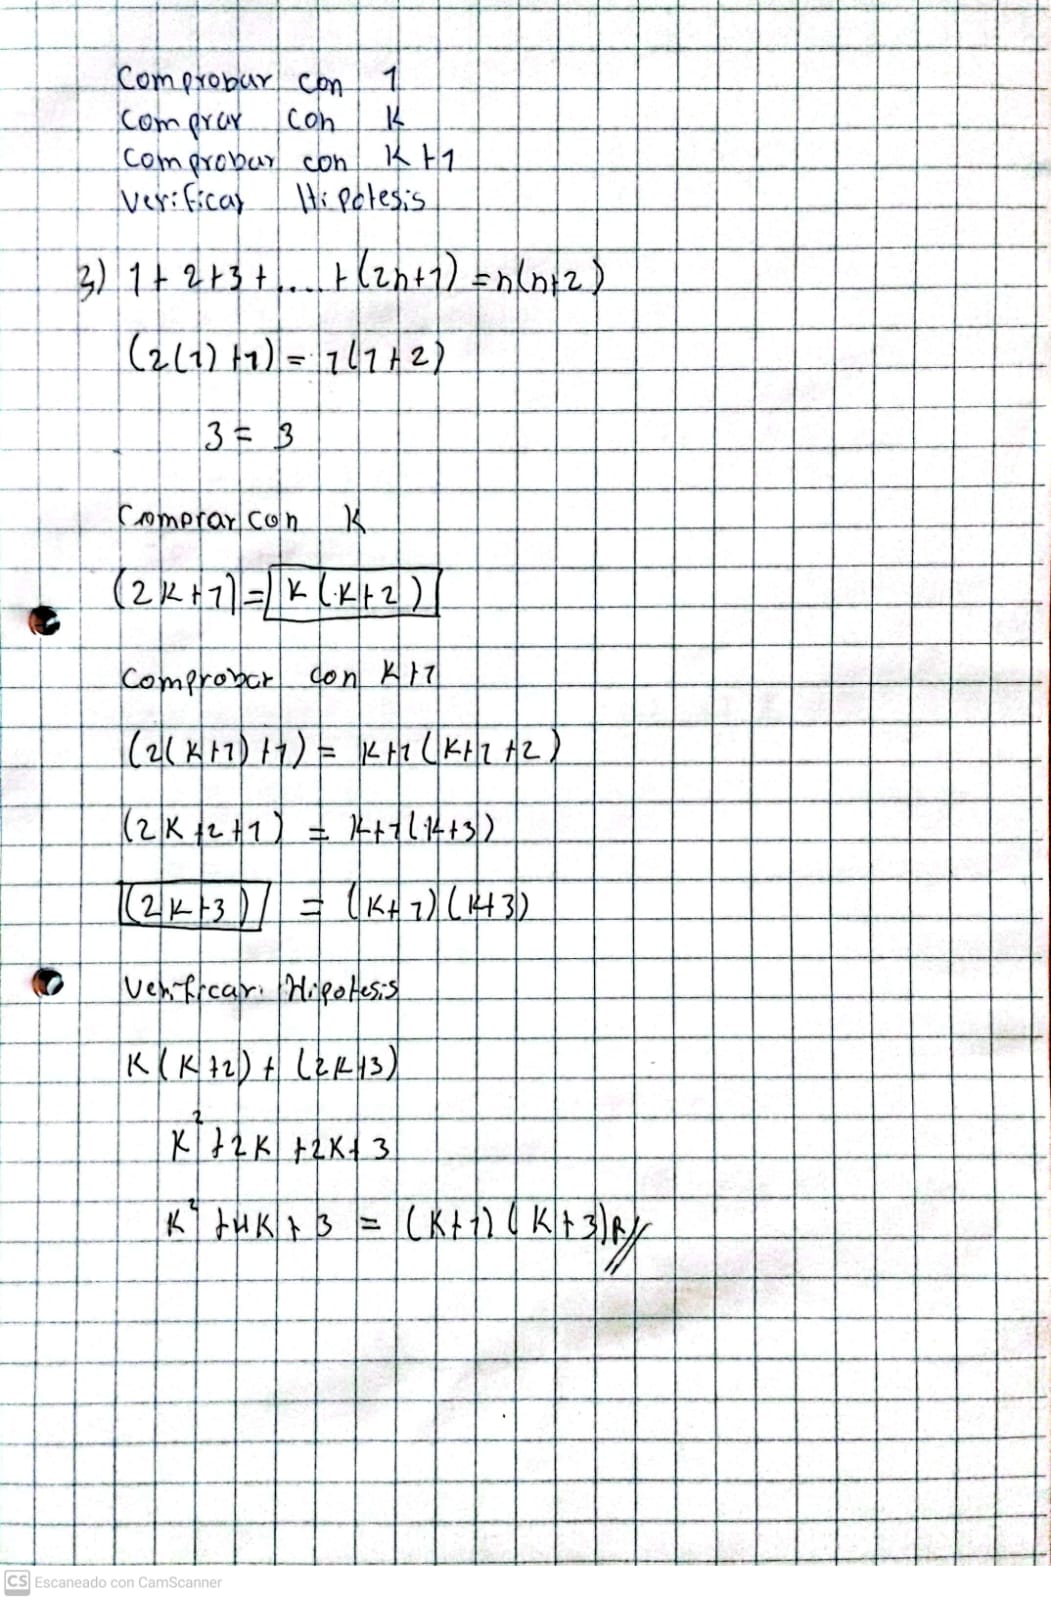 Comprobar con 1
Comprar con K
Comprobar con K+1
Verificar Hipotesis
3) 1 + 2 + 3 + .... + (2n+1) = n(n+2)
(2(1)+1) = 1(1+2)
3 = 3
Comprar con K
(2K+1) = K(K+2)
Comprobar con K+1
(2(K+1)+1) = K+1(K+1+2)
(2K+2+1) = K+1(K+3)
(2K+3) = (K+1)(K+3)
Verificar Hipotesis
K(K+2) + (2K+3)
K² + 2K + 2K + 3
K² + 4K + 3 = (K+1)(K+3)R//
CS Escaneado con CamScanner